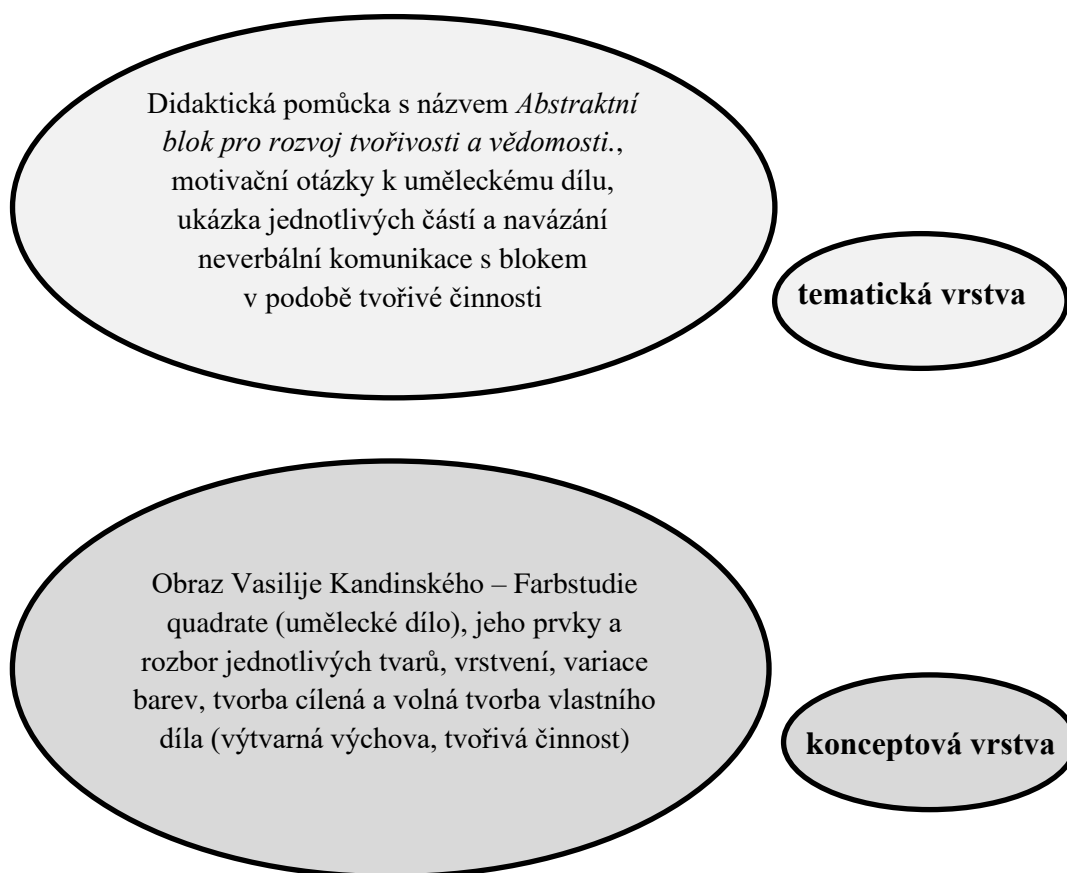 Didaktická pomůcka s názvem Abstraktní
blok pro rozvoj tvořivosti a vědomosti.,
motivační otázky k uměleckému dílu,
ukázka jednotlivých částí a navázání
neverbální komunikace s blokem
v podobě tvořivé činnosti
tematická vrstva
Obraz Vasilije Kandinského – Farbstudie
quadrate (umělecké dílo), jeho prvky a
rozbor jednotlivých tvarů, vrstvení, variace
barev, tvorba cílená a volná tvorba vlastního
díla (výtvarná výchova, tvořivá činnost)
konceptová vrstva